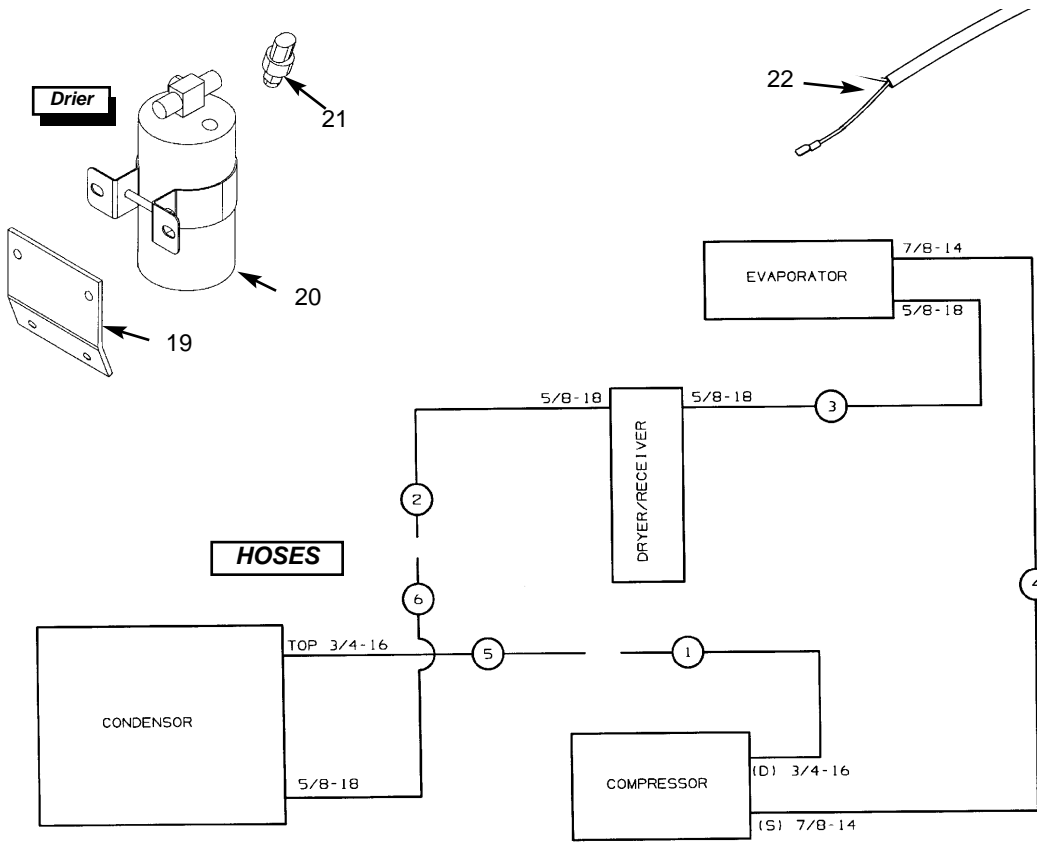 Drier
21
22
20
19
7/8-14
EVAPORATOR
5/8-18
5/8-18
5/8-18
3
DRYER/RECEIVER
2
HOSES
6
4
TOP 3/4-16
5
1
CONDENSOR
5/8-18
COMPRESSOR
(D) 3/4-16
(S) 7/8-14